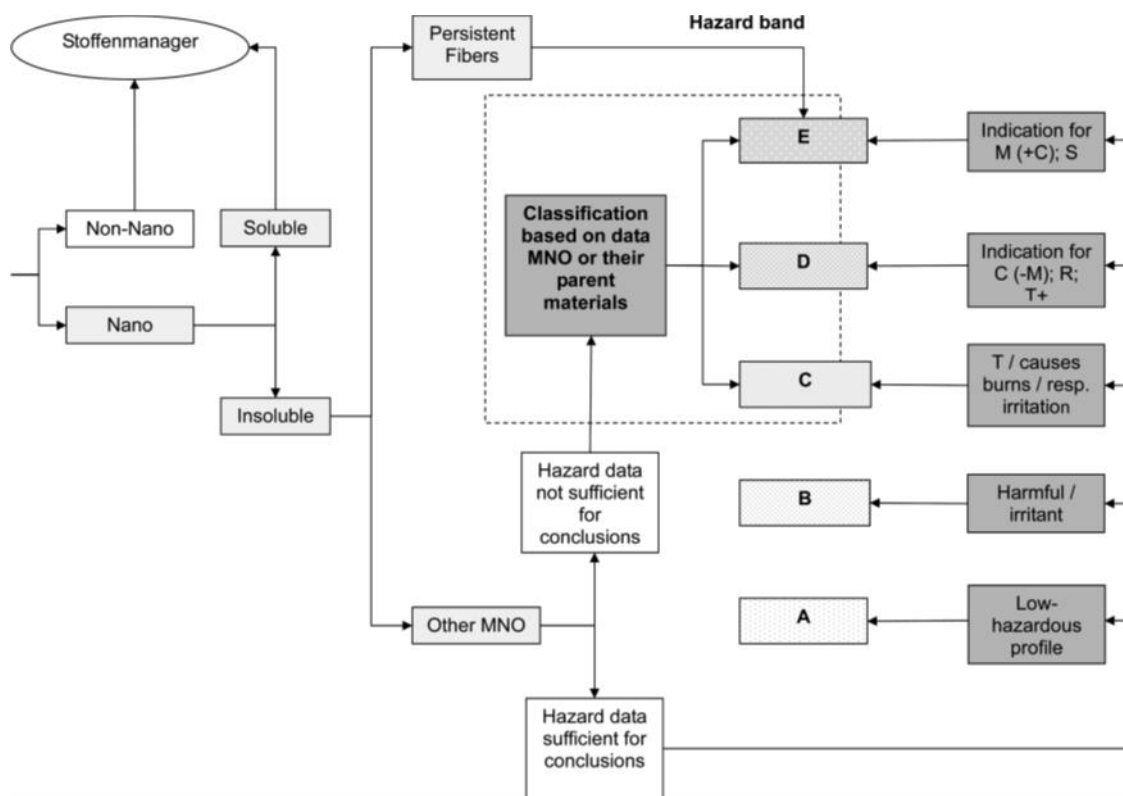 Hazard band
Stoffenmanager
Persistent
Fibers
E
Indication for
M (+C); S
Non-Nano
Soluble
Classification
based on data
MNO or their
parent
materials
D
Indication for
C (-M); R;
T+
Nano
C
T / causes
burns / resp.
irritation
Insoluble
Hazard data
not sufficient
for
conclusions
B
Harmful /
irritant
Other MNO
A
Low-
hazardous
profile
Hazard data
sufficient for
conclusions